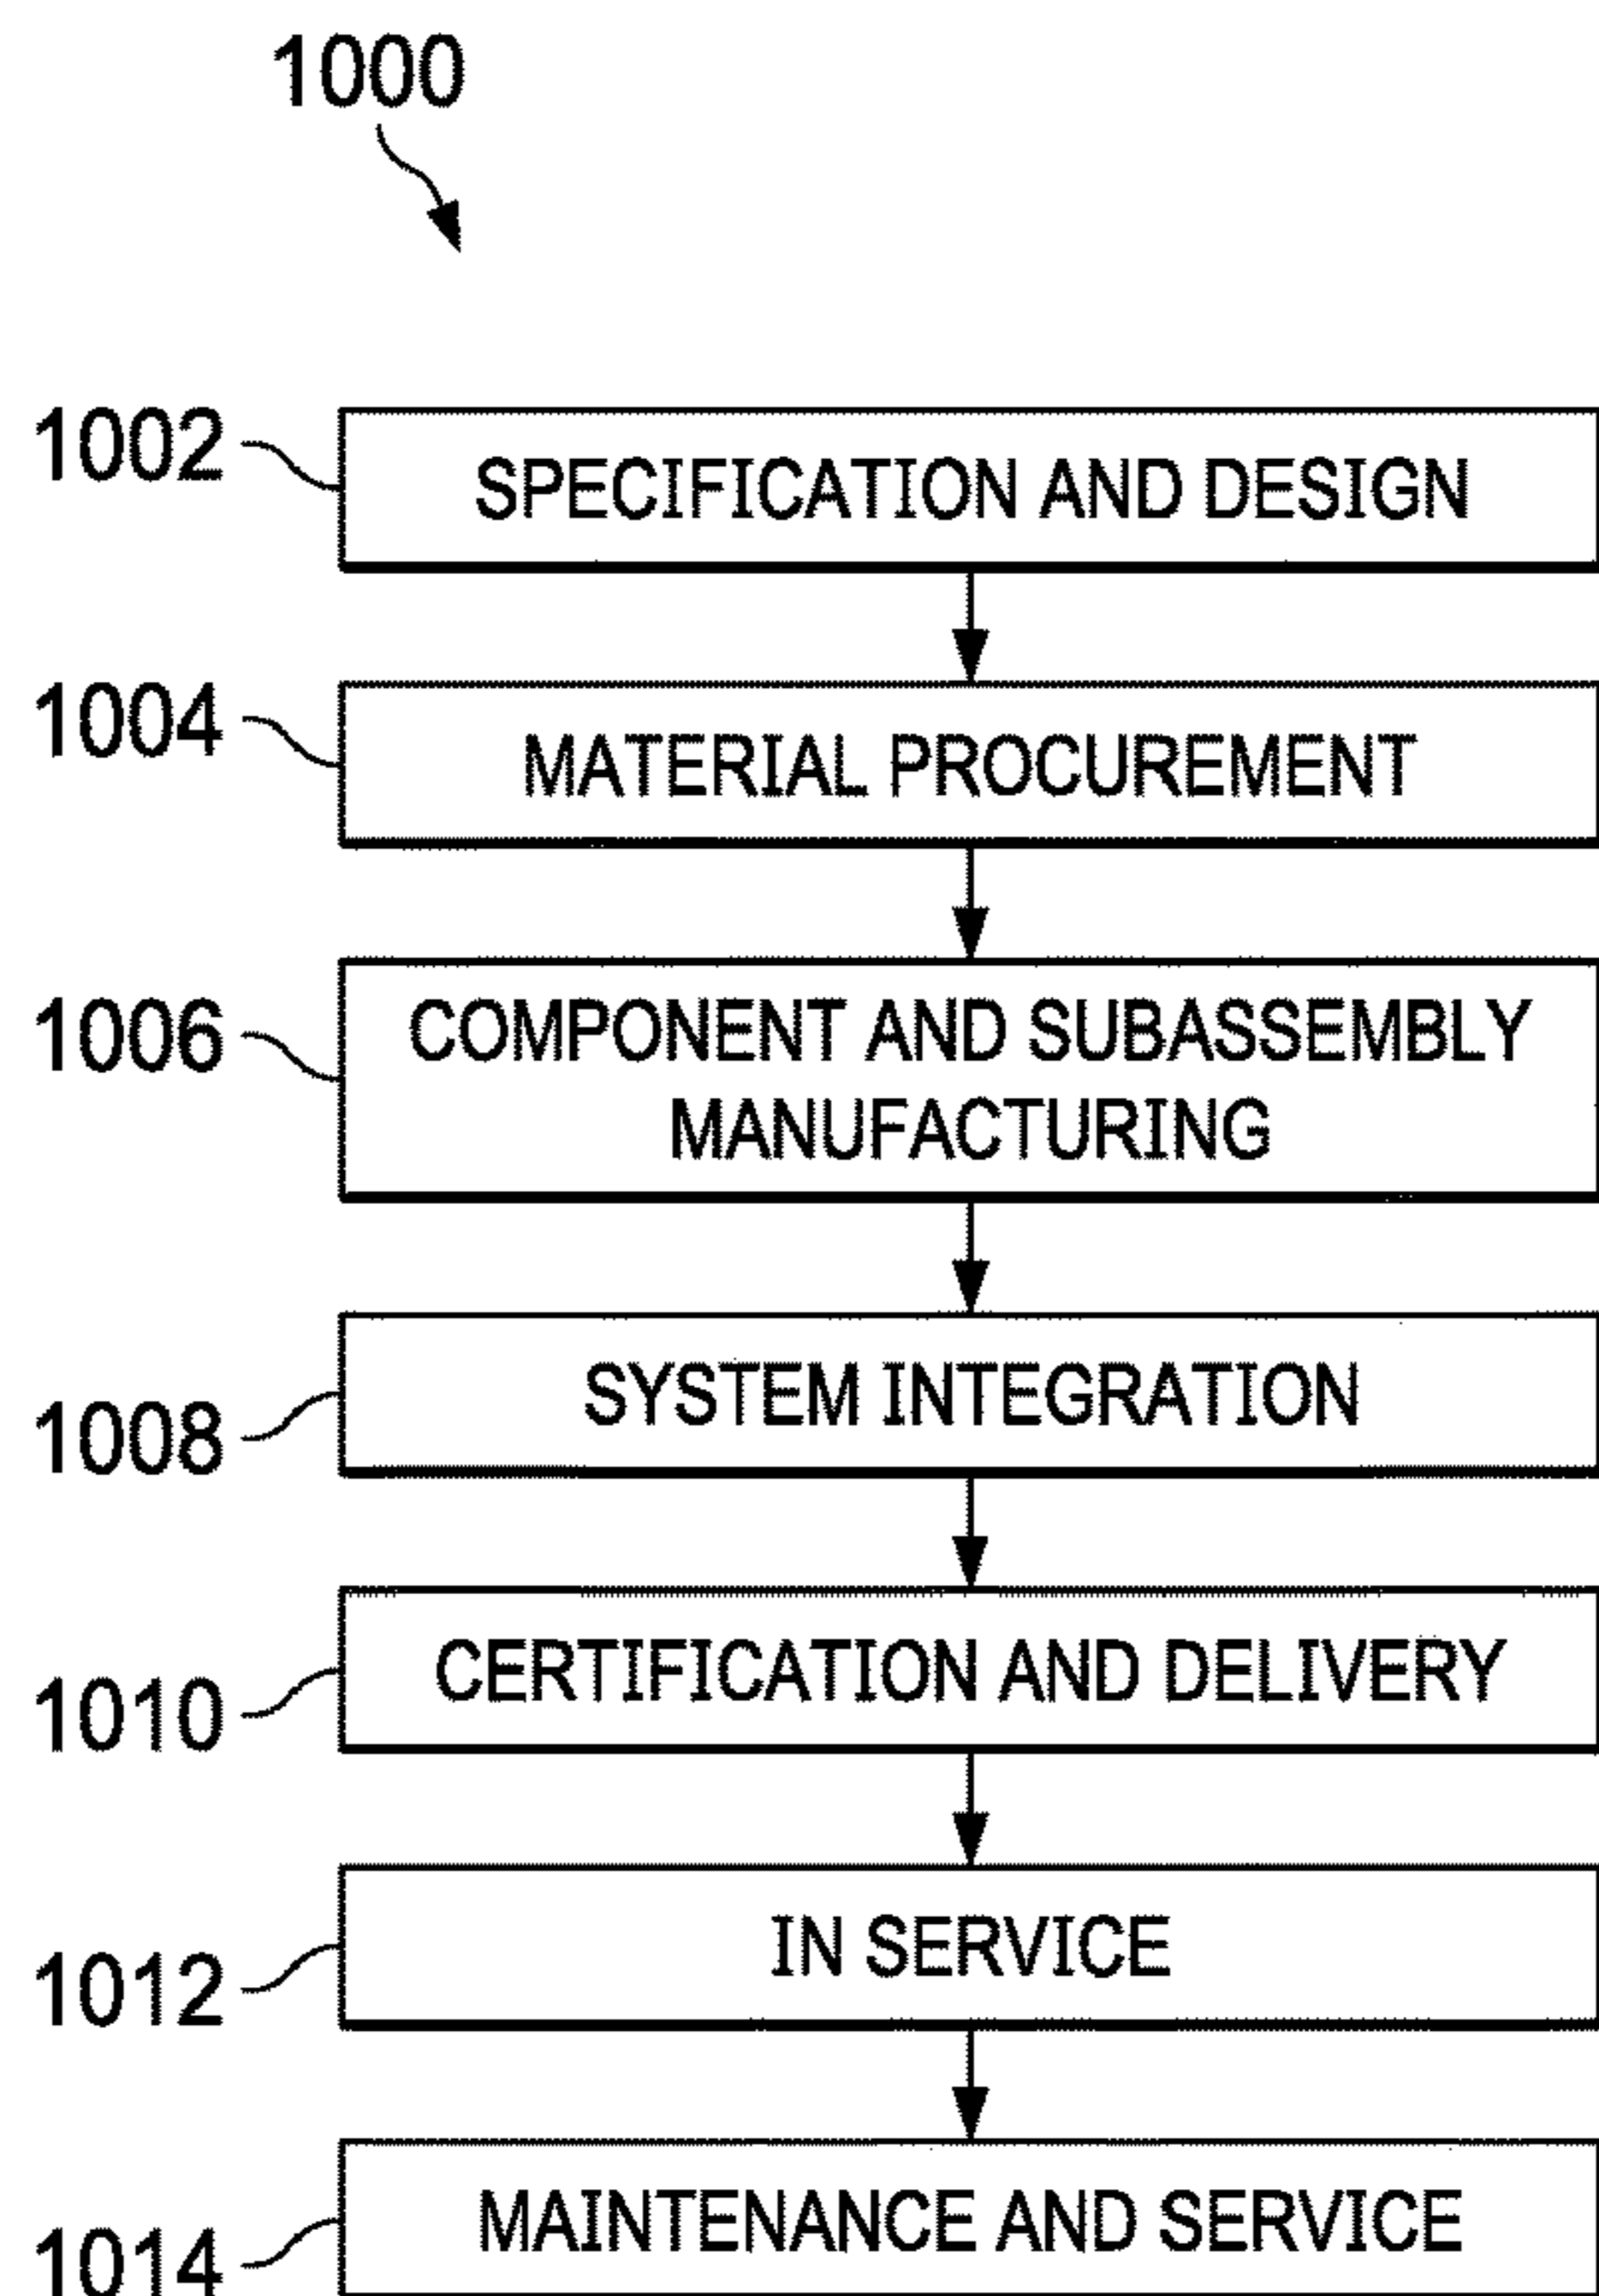 1000
1002
SPECIFICATION AND DESIGN
1004
MATERIAL PROCUREMENT
1006
COMPONENT AND SUBASSEMBLY
MANUFACTURING
1008
SYSTEM INTEGRATION
1010
CERTIFICATION AND DELIVERY
1012
IN SERVICE
1014
MAINTENANCE AND SERVICE